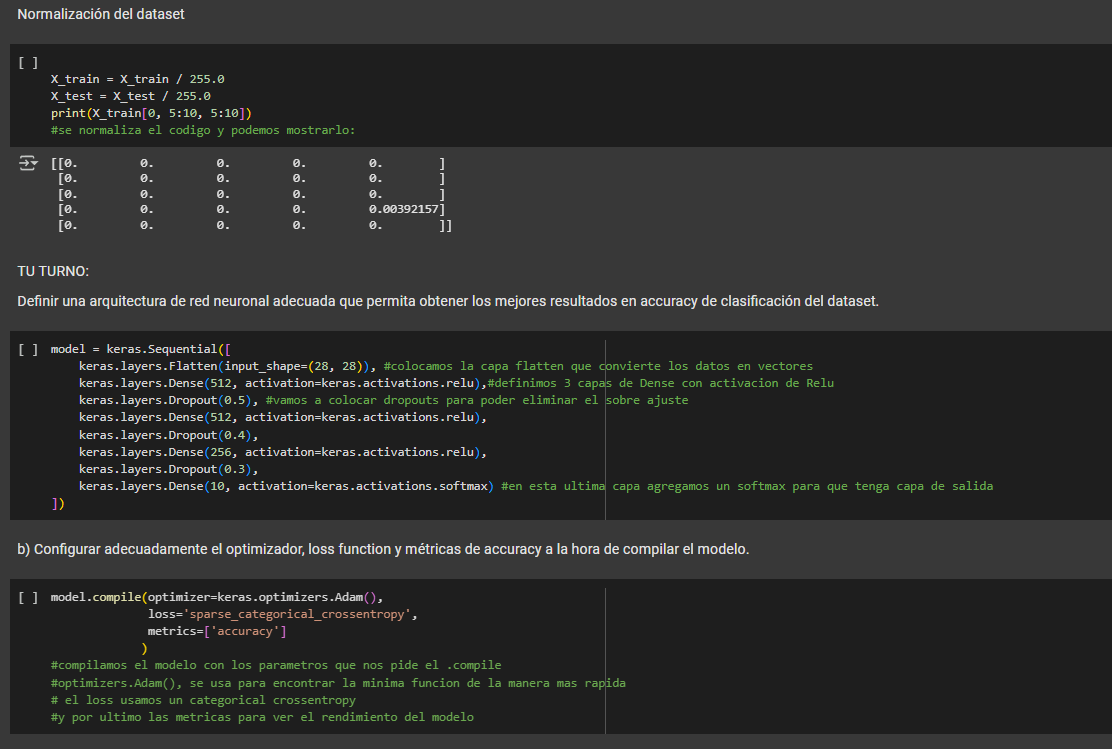 Normalización del dataset
[ ]
X_train = X_train / 255.0
X_test = X_test / 255.0
print(X_train[0, 5:10, 5:10])
#se normaliza el codigo y podemos mostrarlo:
[[0.         0.         0.         0.         0.        ]
 [0.         0.         0.         0.         0.        ]
 [0.         0.         0.         0.         0.        ]
 [0.         0.         0.         0.         0.00392157]
 [0.         0.         0.         0.         0.        ]]
TU TURNO:
Definir una arquitectura de red neuronal adecuada que permita obtener los mejores resultados en accuracy de clasificación del dataset.
[ ] model = keras.Sequential([
    keras.layers.Flatten(input_shape=(28, 28)), #colocamos la capa flatten que convierte los datos en vectores
    keras.layers.Dense(512, activation=keras.activations.relu),#definimos 3 capas de Dense con activacion de Relu
    keras.layers.Dropout(0.5), #vamos a colocar dropouts para poder eliminar el sobre ajuste
    keras.layers.Dense(512, activation=keras.activations.relu),
    keras.layers.Dropout(0.4),
    keras.layers.Dense(256, activation=keras.activations.relu),
    keras.layers.Dropout(0.3),
    keras.layers.Dense(10, activation=keras.activations.softmax) #en esta ultima capa agregamos un softmax para que tenga capa de salida
])
b) Configurar adecuadamente el optimizador, loss function y métricas de accuracy a la hora de compilar el modelo.
[ ] model.compile(optimizer=keras.optimizers.Adam(),
              loss='sparse_categorical_crossentropy',
              metrics=['accuracy']
             )
#compilamos el modelo con los parametros que nos pide el .compile
#optimizers.Adam(), se usa para encontrar la minima funcion de la manera mas rapida
# el loss usamos un categorical crossentropy
#y por ultimo las metricas para ver el rendimiento del modelo